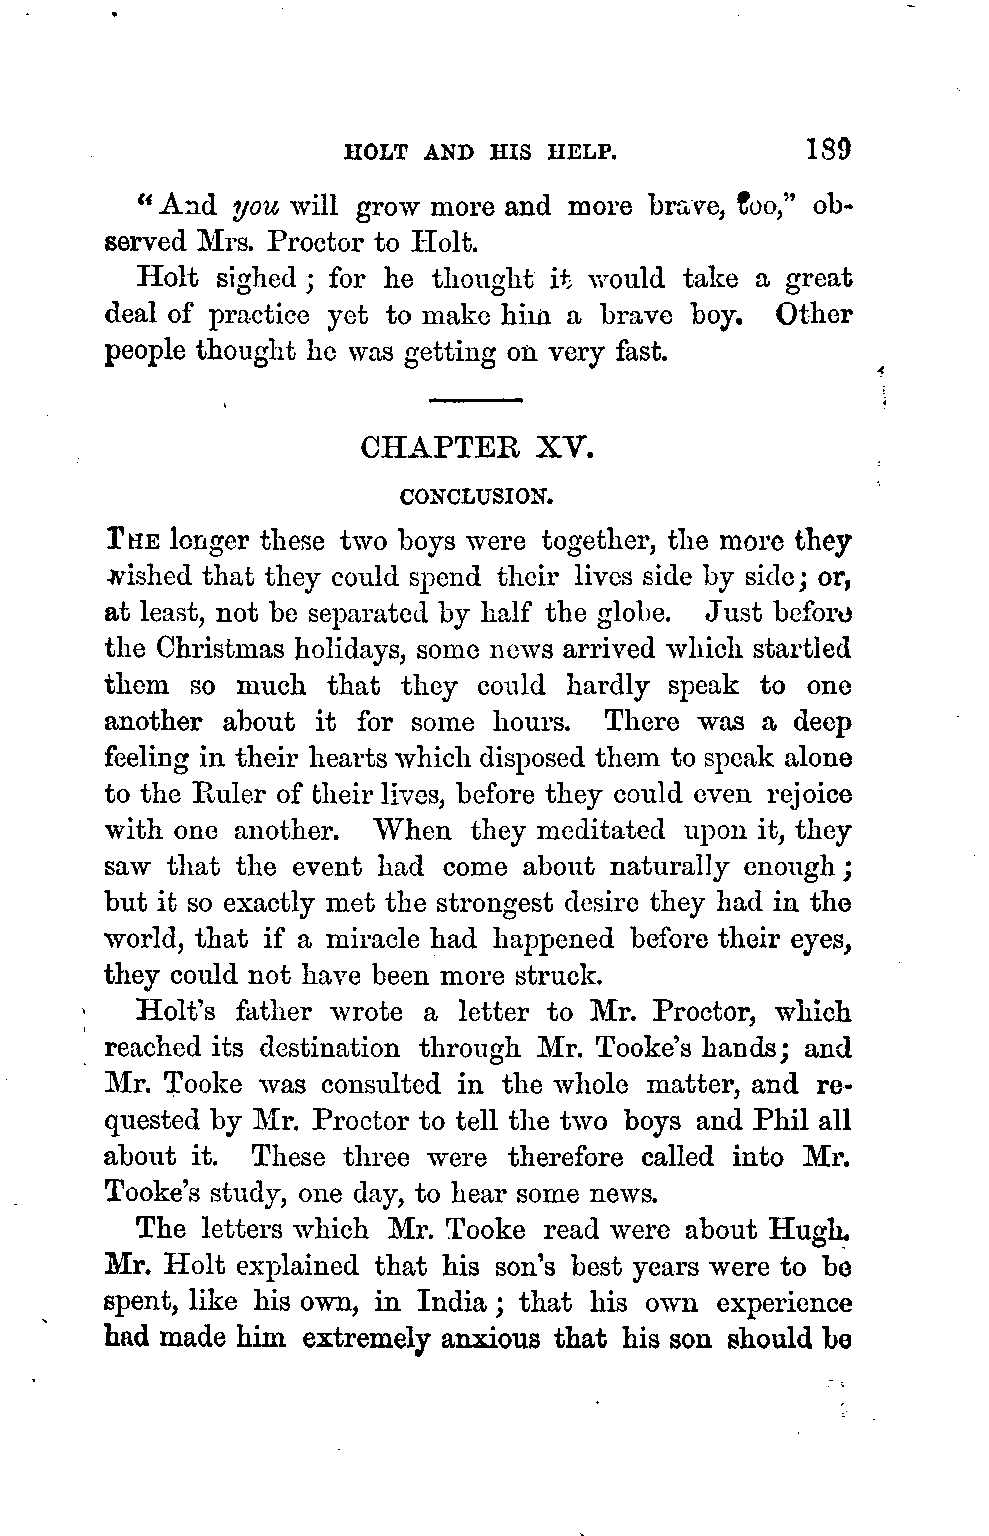 HOLT AND HIS HELP. 189
“And you will grow more and more brave, too,” ob-
served Mrs. Proctor to Holt.
Holt sighed; for he thought it would take a great
deal of practice yet to make him a brave boy. Other
people thought he was getting on very fast.
CHAPTER XV.
CONCLUSION.
THE longer these two boys were together, the more they
wished that they could spend their lives side by side; or,
at least, not be separated by half the globe. Just before
the Christmas holidays, some news arrived which startled
them so much that they could hardly speak to one
another about it for some hours. There was a deep
feeling in their hearts which disposed them to speak alone
to the Ruler of their lives, before they could even rejoice
with one another. When they meditated upon it, they
saw that the event had come about naturally enough;
but it so exactly met the strongest desire they had in the
world, that if a miracle had happened before their eyes,
they could not have been more struck.
Holt’s father wrote a letter to Mr. Proctor, which
reached its destination through Mr. Tooke’s hands; and
Mr. Tooke was consulted in the whole matter, and re-
quested by Mr. Proctor to tell the two boys and Phil all
about it. These three were therefore called into Mr.
Tooke’s study, one day, to hear some news.
The letters which Mr. Tooke read were about Hugh.
Mr. Holt explained that his son’s best years were to be
spent, like his own, in India; that his own experience
had made him extremely anxious that his son should be